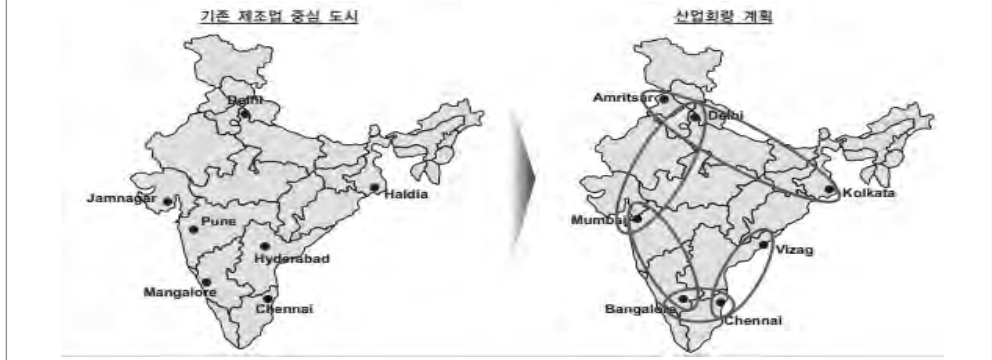 기존 제조업 중심 도시
Delhi
Jamnagar
Haldia
Pune
Hyderabad
Mangalore
Chennai
산업회랑 계획
Amritsar
Delhi
Kolkata
Mumbai
Vizag
Bangalore
Chennai